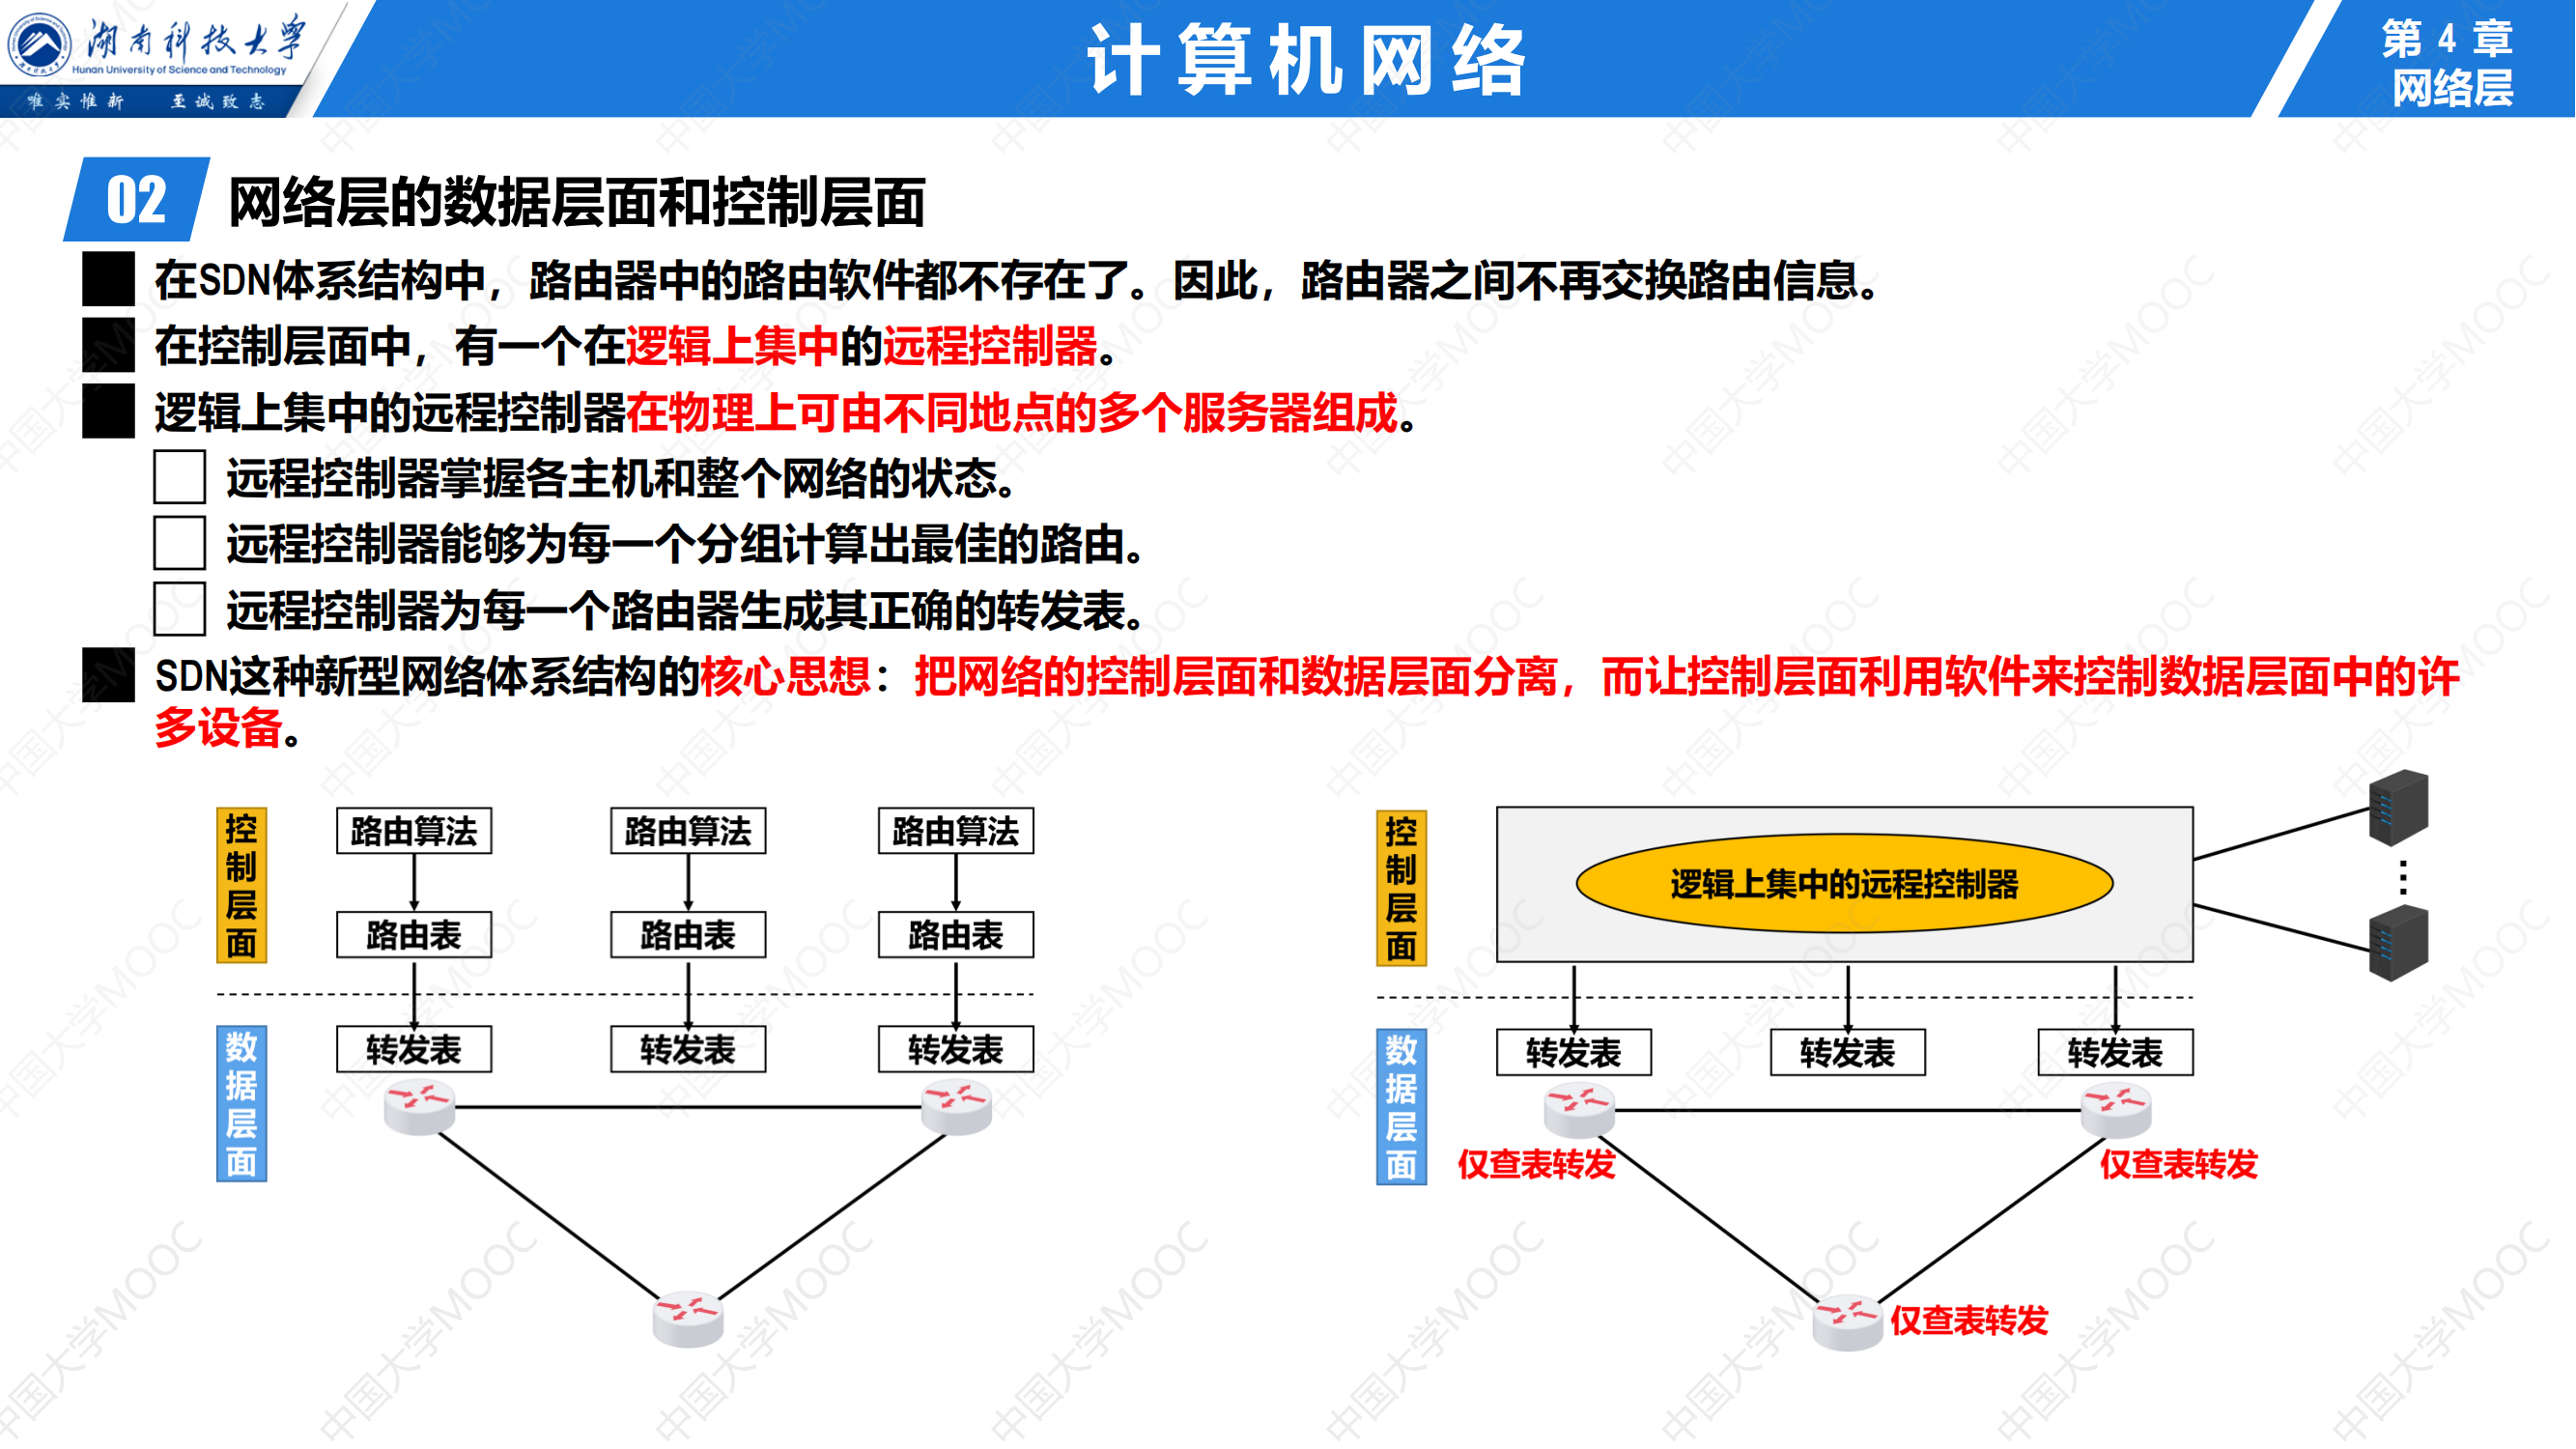 湖南科技大学
Hunan University of Science and Technology
唯实惟新 至诚致志
计算机网络
第 4 章
网络层
02 网络层的数据层面和控制层面
在SDN体系结构中，路由器中的路由软件都不存在了。因此，路由器之间不再交换路由信息。
在控制层面中，有一个在逻辑上集中的远程控制器。
逻辑上集中的远程控制器在物理上可由不同地点的多个服务器组成。
远程控制器掌握各主机和整个网络的状态。
远程控制器能够为每一个分组计算出最佳的路由。
远程控制器为每一个路由器生成其正确的转发表。
SDN这种新型网络体系结构的核心思想：把网络的控制层面和数据层面分离，而让控制层面利用软件来控制数据层面中的许
多设备。
控制层面
路由算法 路由算法 路由算法
路由表 路由表 路由表
数据层面
转发表 转发表 转发表
控制层面
逻辑上集中的远程控制器
数据层面
转发表 转发表 转发表
仅查表转发 仅查表转发
仅查表转发
中国大学MOOC